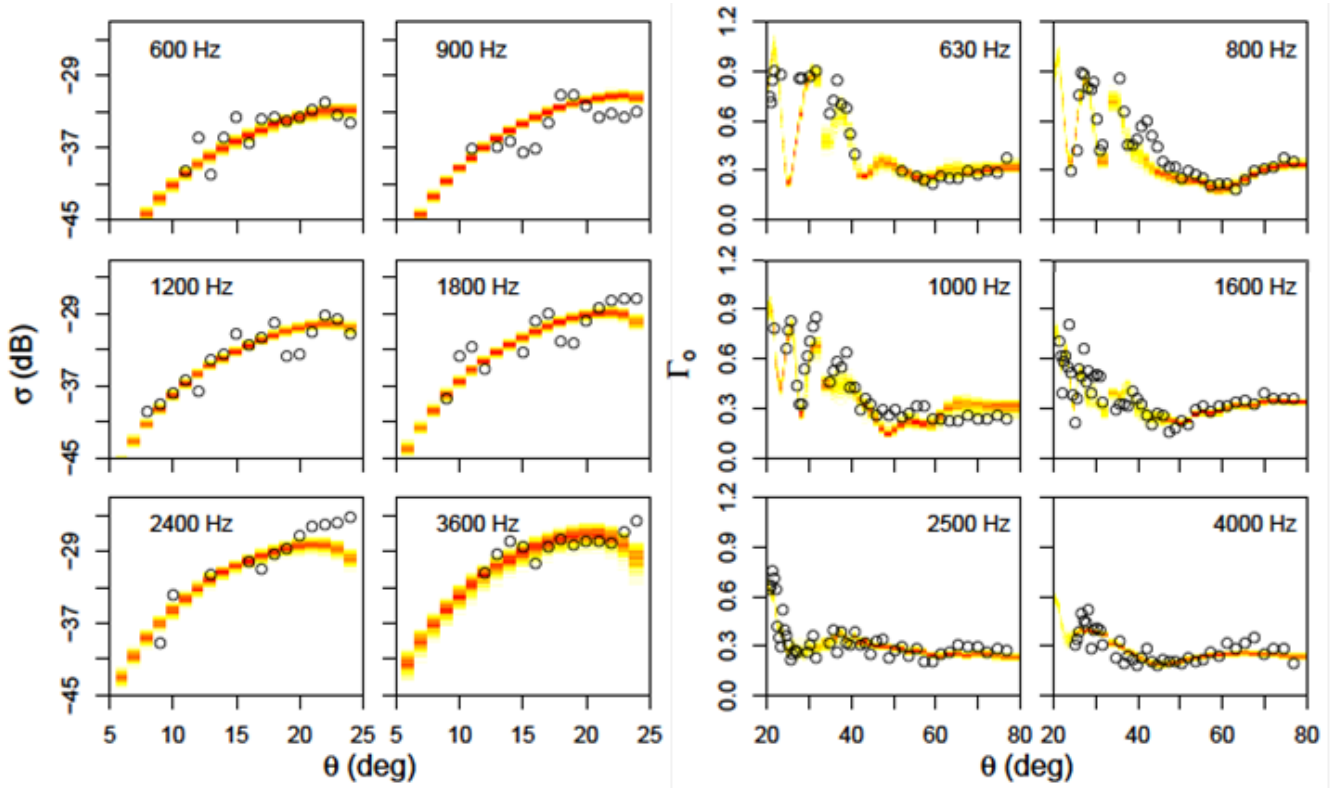 600 Hz
900 Hz
630 Hz
800 Hz
-45 -37 -29
0.0 0.3 0.6 0.9 1.2
1200 Hz
1800 Hz
1000 Hz
1600 Hz
σ (dB)
-45 -37 -29
Γo
0.0 0.3 0.6 0.9 1.2
2400 Hz
3600 Hz
2500 Hz
4000 Hz
-45 -37 -29
0.0 0.3 0.6 0.9 1.2
5 10 15 20 25 5 10 15 20 25
20 40 60 80 20 40 60 80
θ (deg)
θ (deg)